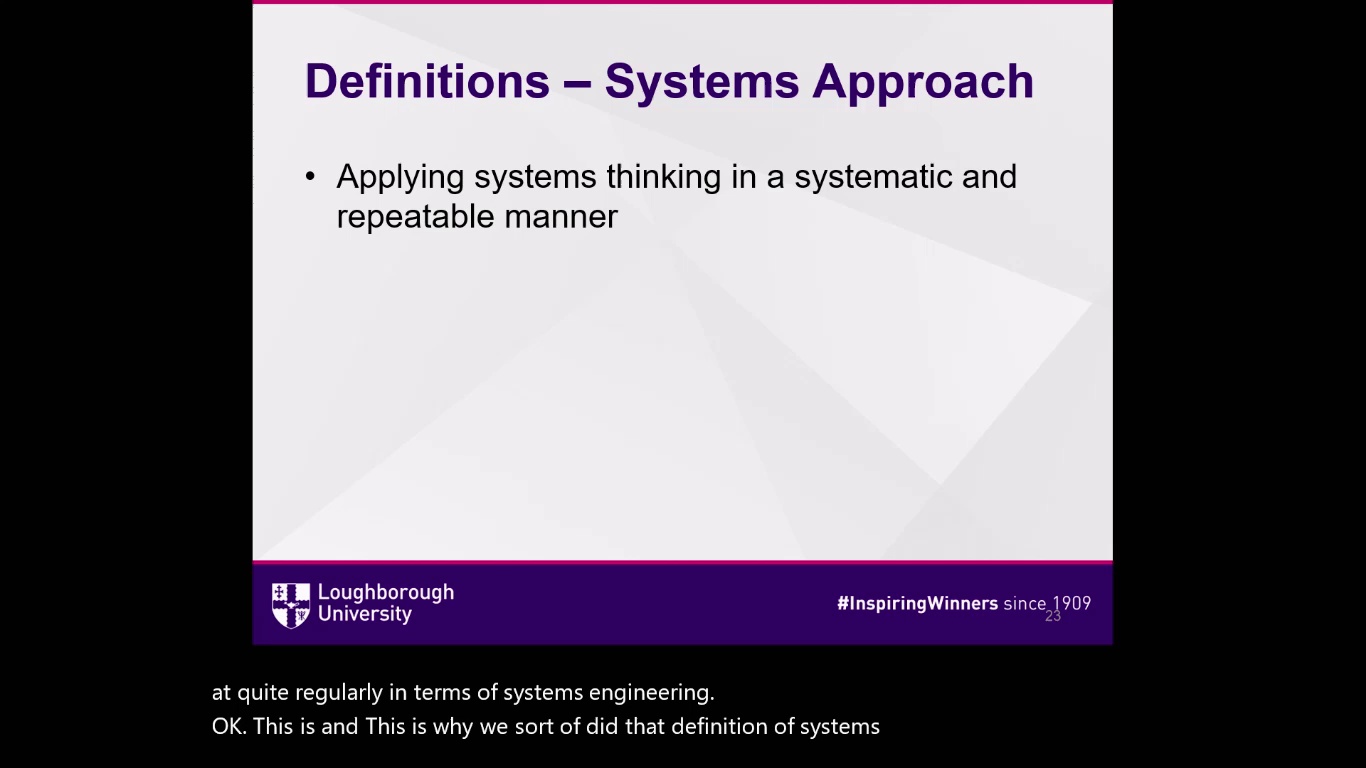 Definitions – Systems Approach
• Applying systems thinking in a systematic and
repeatable manner
Loughborough
University
#InspiringWinners since 1909
23
at quite regularly in terms of systems engineering.
OK. This is and This is why we sort of did that definition of systems